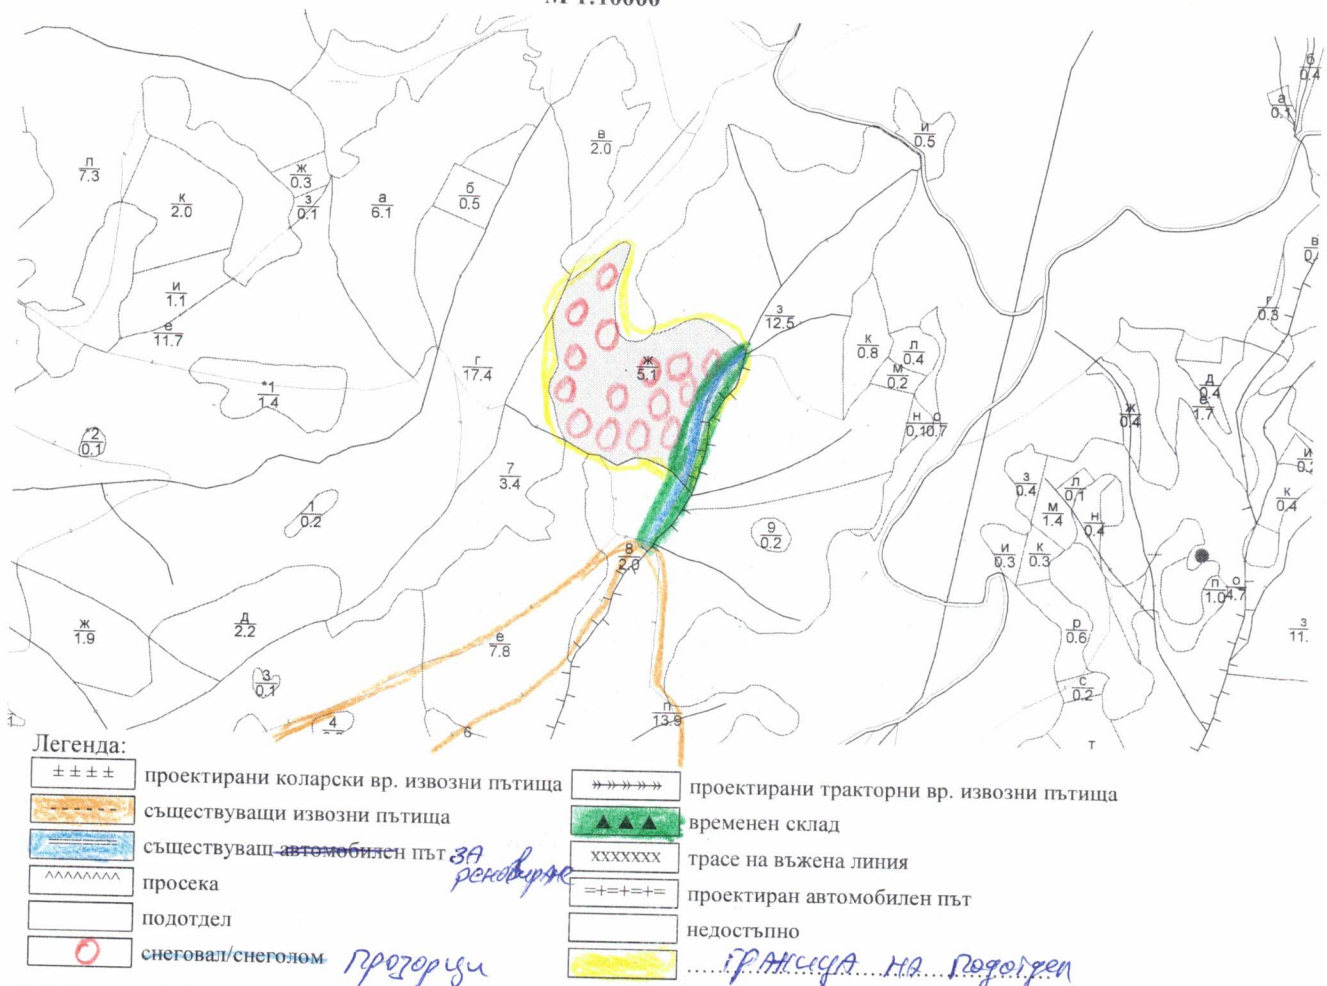 М 1:10000
б
0.4
а
0.1
и
0.5
в
2.0
л
7.3
ж
0.3
з
0.1
а
6.1
б
0.5
к
2.0
и
1.1
е
11.7
г
17.4
*1
1.4
*2
0.1
ж
5.1
з
12.5
к
0.8
л
0.4
м
0.2
н о
0.10.7
г
0.3
д
0.4
е
1.7
ж
0.4
з
0.4
л
0.1
м
1.4
н
0.4
к
0.4
7
3.4
1
0.2
9
0.2
8
2.0
и
0.3
к
0.3
п о
1.0 4.7
ж
1.9
д
2.2
е
7.8
р
0.6
з
11.
3
0.1
с
0.2
4
6
п
13.9
т
Легенда:
± ± ± ± проектирани коларски вр. извозни пътища
съществуващи извозни пътища
съществуващ автомобилен път за реновиране
^^^^^^^^ просека
подотдел
снеговал/снеголом прозорци
»»»»» проектирани тракторни вр. извозни пътища
▲ ▲ ▲ временен склад
xxxxxxx трасе на въжена линия
=+=+=+= проектиран автомобилен път
недостъпно
граница на подотдел